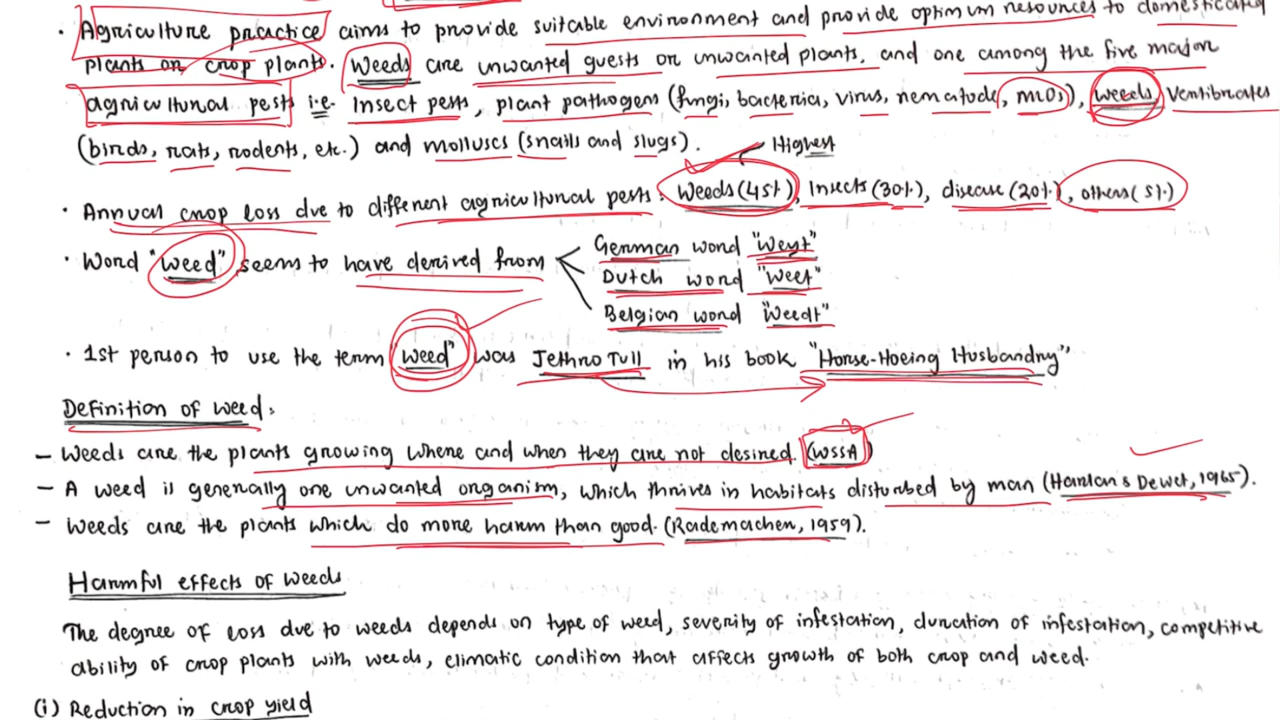 · Agriculture practice aims to provide suitable environment and provide optimum resources to domesticated
plants or crop plants. Weeds are unwanted guests or unwanted plants, and one among the five major
agricultural pests i.e. Insect pests, plant pathogens (fungi, bacteria, virus, nematode, MLOs), weeds, Vertibrates
(birds, rats, rodents, etc.) and molluscs (snails and slugs).
Highest
· Annual crop loss due to different agricultural pests: Weeds (45%), Insects (30%), disease (20%), others (5%)
· Word "weed" seems to have derived from German word "Weyt"
Dutch word "Weet"
Belgian word "Weedt"
· 1st person to use the term "weed" was Jethro Tull in his book "Horse-Hoeing Husbandry"
Definition of weed:
– Weeds are the plants growing where and when they are not desired. (WSSA)
– A weed is generally one unwanted organism, which thrives in habitats disturbed by man (Harlan & Dewet, 1965).
– Weeds are the plants which do more harm than good. (Rademacher, 1959).
Harmful effects of weeds
The degree of loss due to weeds depends on type of weed, severity of infestation, duration of infestation, competitive
ability of crop plants with weeds, climatic condition that affects growth of both crop and weed.
(i) Reduction in crop yield